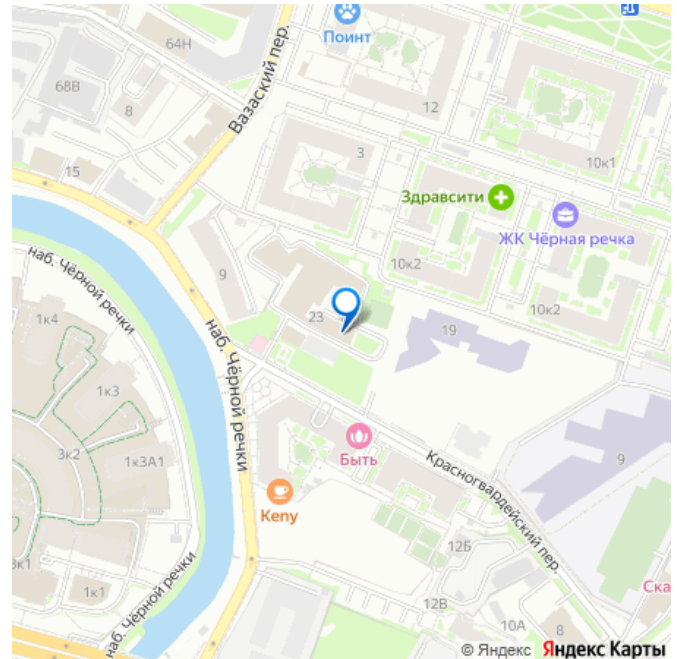 Поинт
64Н
68В
8
Вазаский пер.
12
15
3
10к1
Здравсити
ЖК Чёрная речка
наб. Чёрной речки
9
10к2
10к2
1к4
23
19
наб. Чёрной речки
1к3
Быть
Красногвардейский пер.
3к2
1к3А1
9
Keny
12Б
3к1
1к1
наб. Чёрной речки
12В
10А
8
Ска
© Яндекс Яндекс Карты